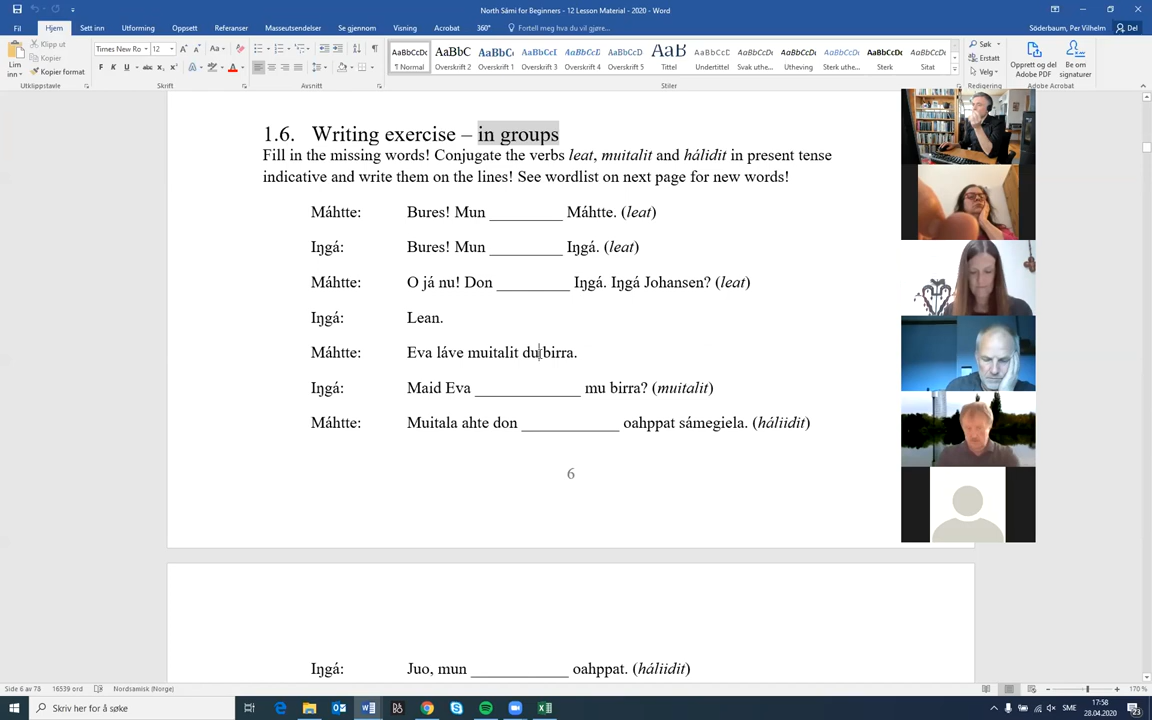 North Sámi for Beginners - 12 Lesson Material - 2020 - Word
Söderbaum, Per Vilhelm
Fil Hjem Sett inn Utforming Oppsett Referanser Masseutsendelser Se gjennom Visning Hjelp Acrobat 360° Fortell meg hva du vil gjøre... Del
Lim inn Klipp ut Kopier Kopier format
Times New Ro 12
AaBbCcDc AaBbC AaBbCc AaBbCcI AaBbCcI AaBbCcD AaB AaBbCcDc AaBbCcDc AaBbCcDc AaBbCcDc AaBbCcDc
¶ Normal Overskrift 2 Overskrift 1 Overskrift 3 Overskrift 4 Overskrift 5 Tittel Undertittel Svak uthe... Utheving Sterk uthe... Sterk Sitat
Søk Erstatt Velg
Opprett og del Adobe PDF Be om signaturer
Utklippstavle Skrift Avsnitt Stiler Redigering Adobe Acrobat
1.6. Writing exercise – in groups
Fill in the missing words! Conjugate the verbs leat, muitalit and hálidit in present tense
indicative and write them on the lines! See wordlist on next page for new words!
Máhtte: Bures! Mun _________ Máhtte. (leat)
Iŋgá: Bures! Mun _________ Iŋgá. (leat)
Máhtte: O já nu! Don _________ Iŋgá. Iŋgá Johansen? (leat)
Iŋgá: Lean.
Máhtte: Eva láve muitalit du birra.
Iŋgá: Maid Eva _____________ mu birra? (muitalit)
Máhtte: Muitala ahte don ____________ oahppat sámegiela. (háliidit)
6
Iŋgá: Juo, mun ____________ oahppat. (háliidit)
Side 6 av 78 16539 ord Nordsamisk (Norge) 170 %
Skriv her for å søke
SME 17:58
28.04.2020
23